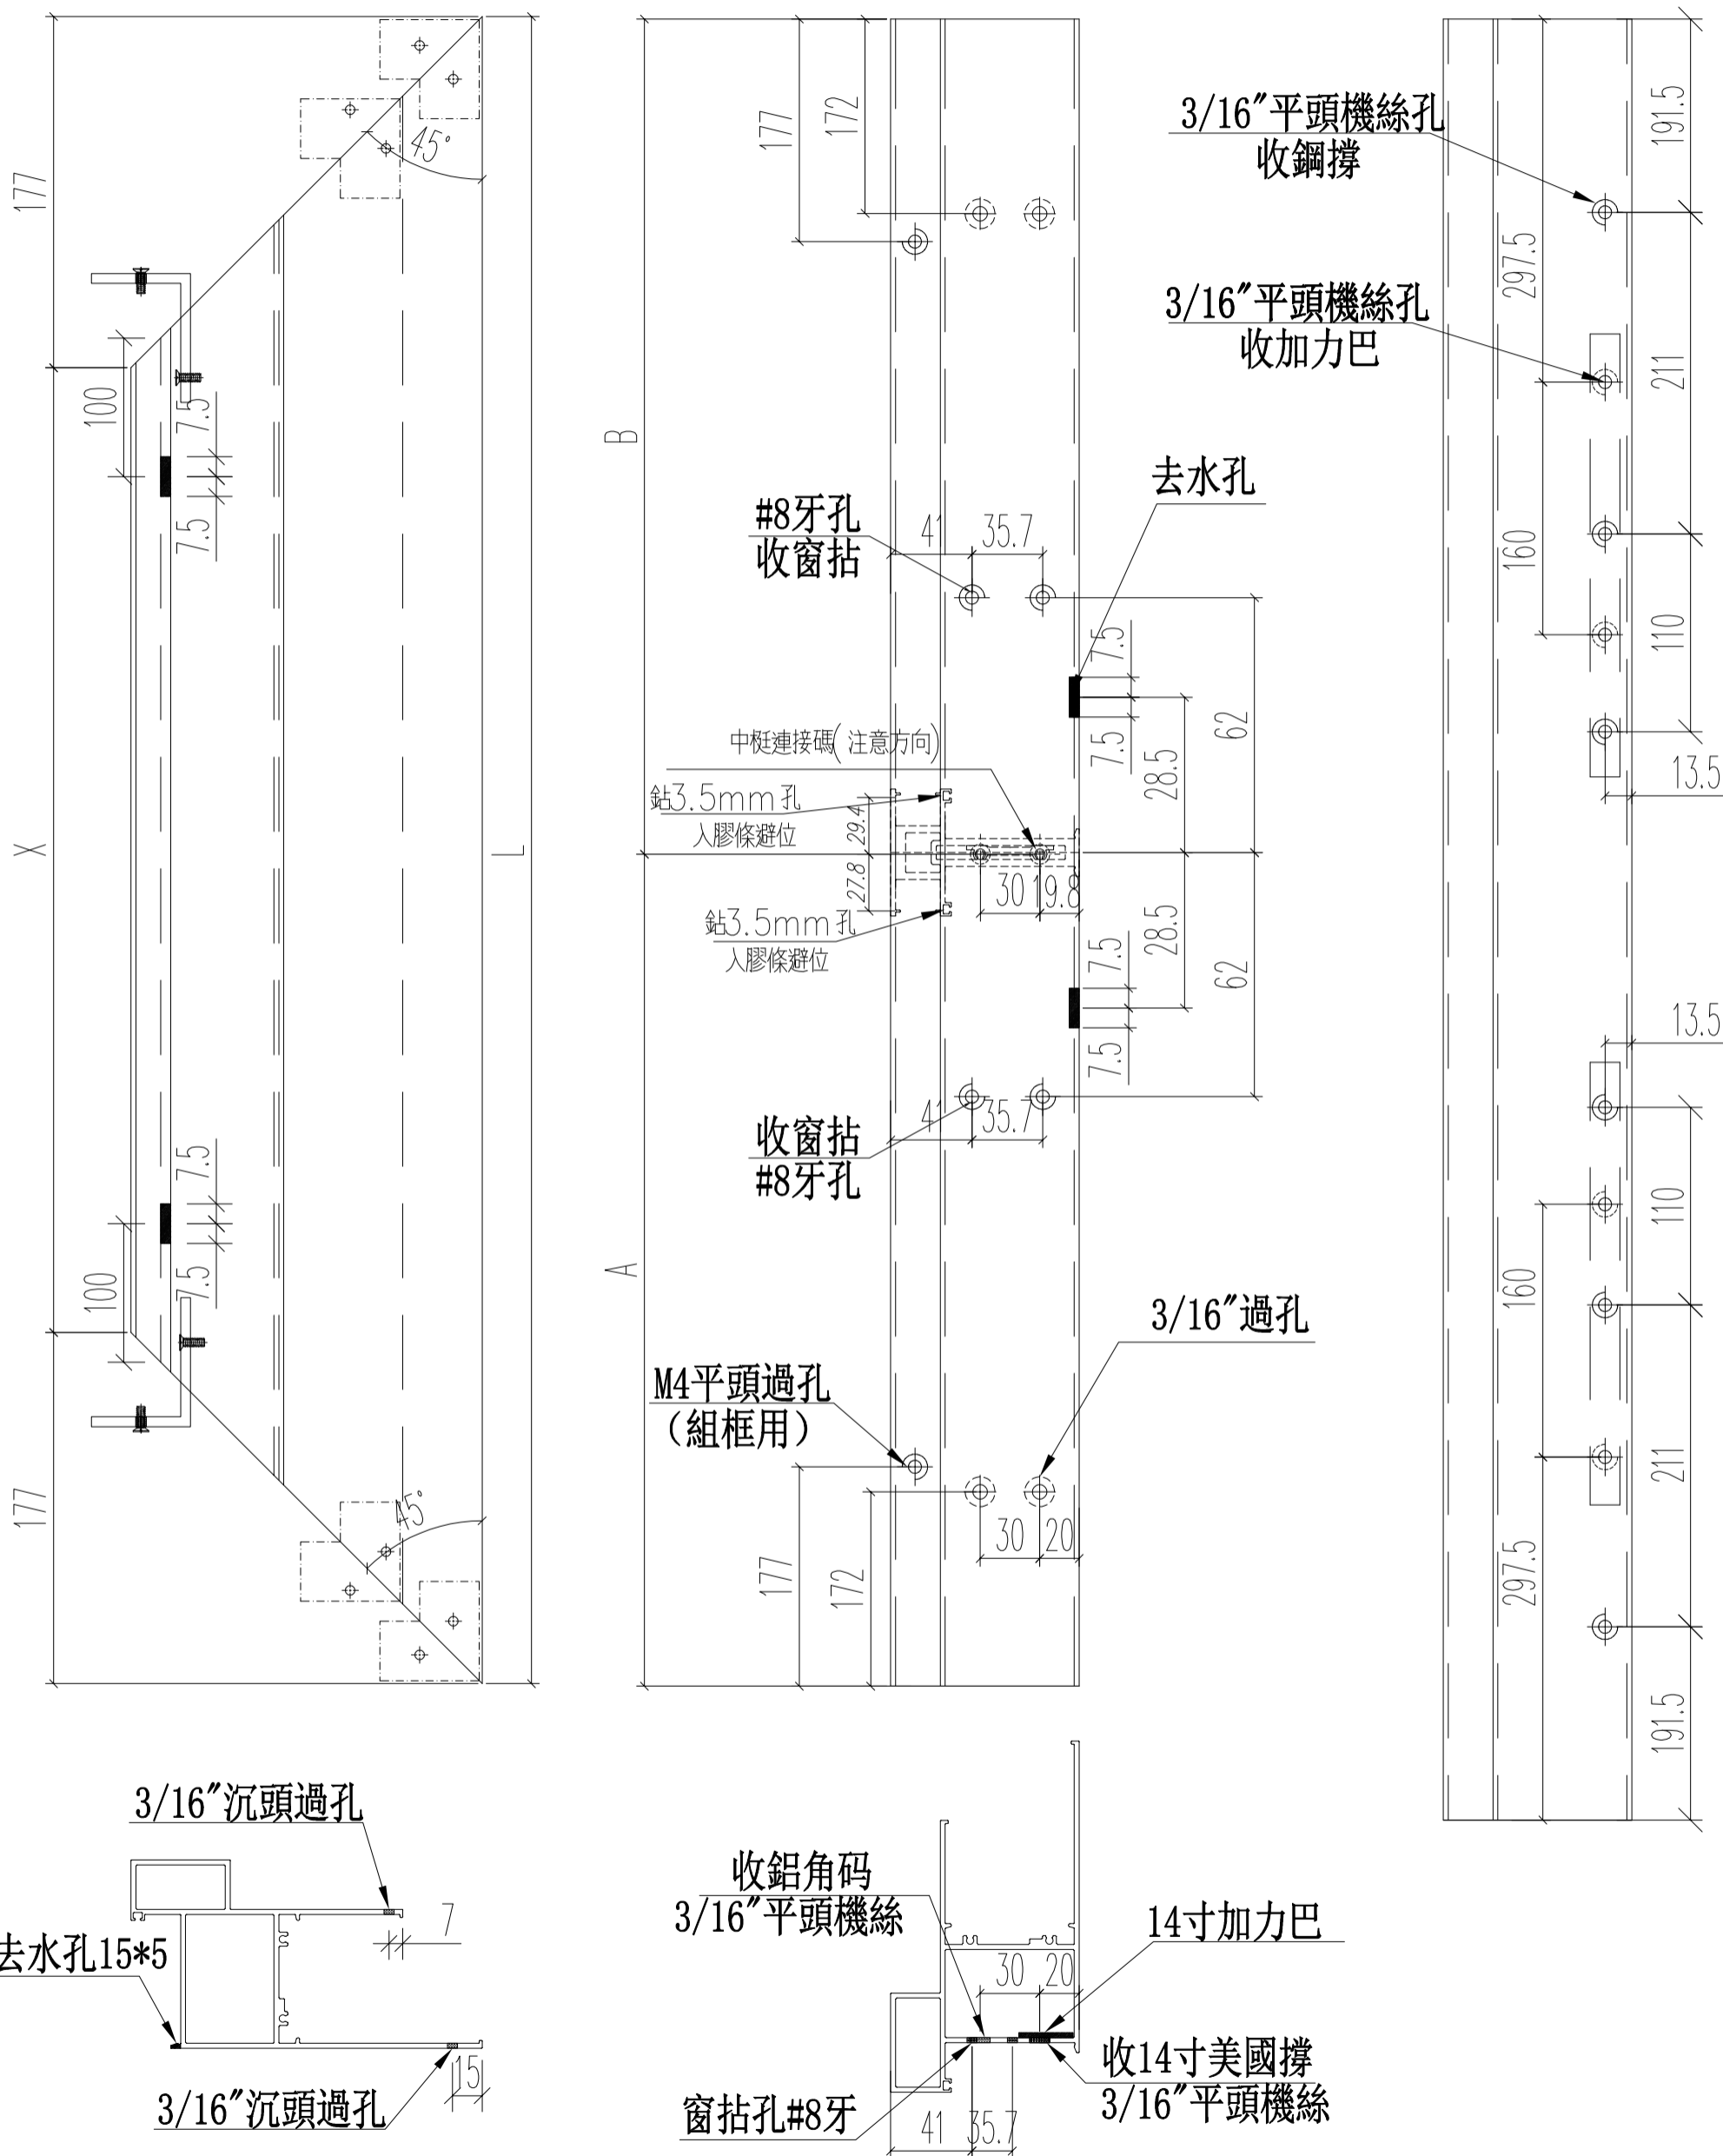 177
X
177
45°
100
7.5
7.5
7.5
7.5
100
45°
L
177
172
B
#8牙孔
收窗拈
41
35.7
去水孔
7.5
7.5
28.5
62
中梃連接碼(注意方向)
鉆3.5mm孔
入膠條避位
29.4
27.8
30
19.8
鉆3.5mm孔
入膠條避位
28.5
7.5
7.5
62
41
35.7
收窗拈
#8牙孔
A
3/16"過孔
M4平頭過孔
(組框用)
177
172
30
20
3/16"平頭機絲孔
收鋼撐
3/16"平頭機絲孔
收加力巴
191.5
297.5
211
160
110
13.5
13.5
110
160
211
297.5
191.5
3/16"沉頭過孔
7
去水孔15*5
15
3/16"沉頭過孔
收鋁角码
3/16"平頭機絲
14寸加力巴
30
20
收14寸美國撐
3/16"平頭機絲
窗拈孔#8牙
41
35.7